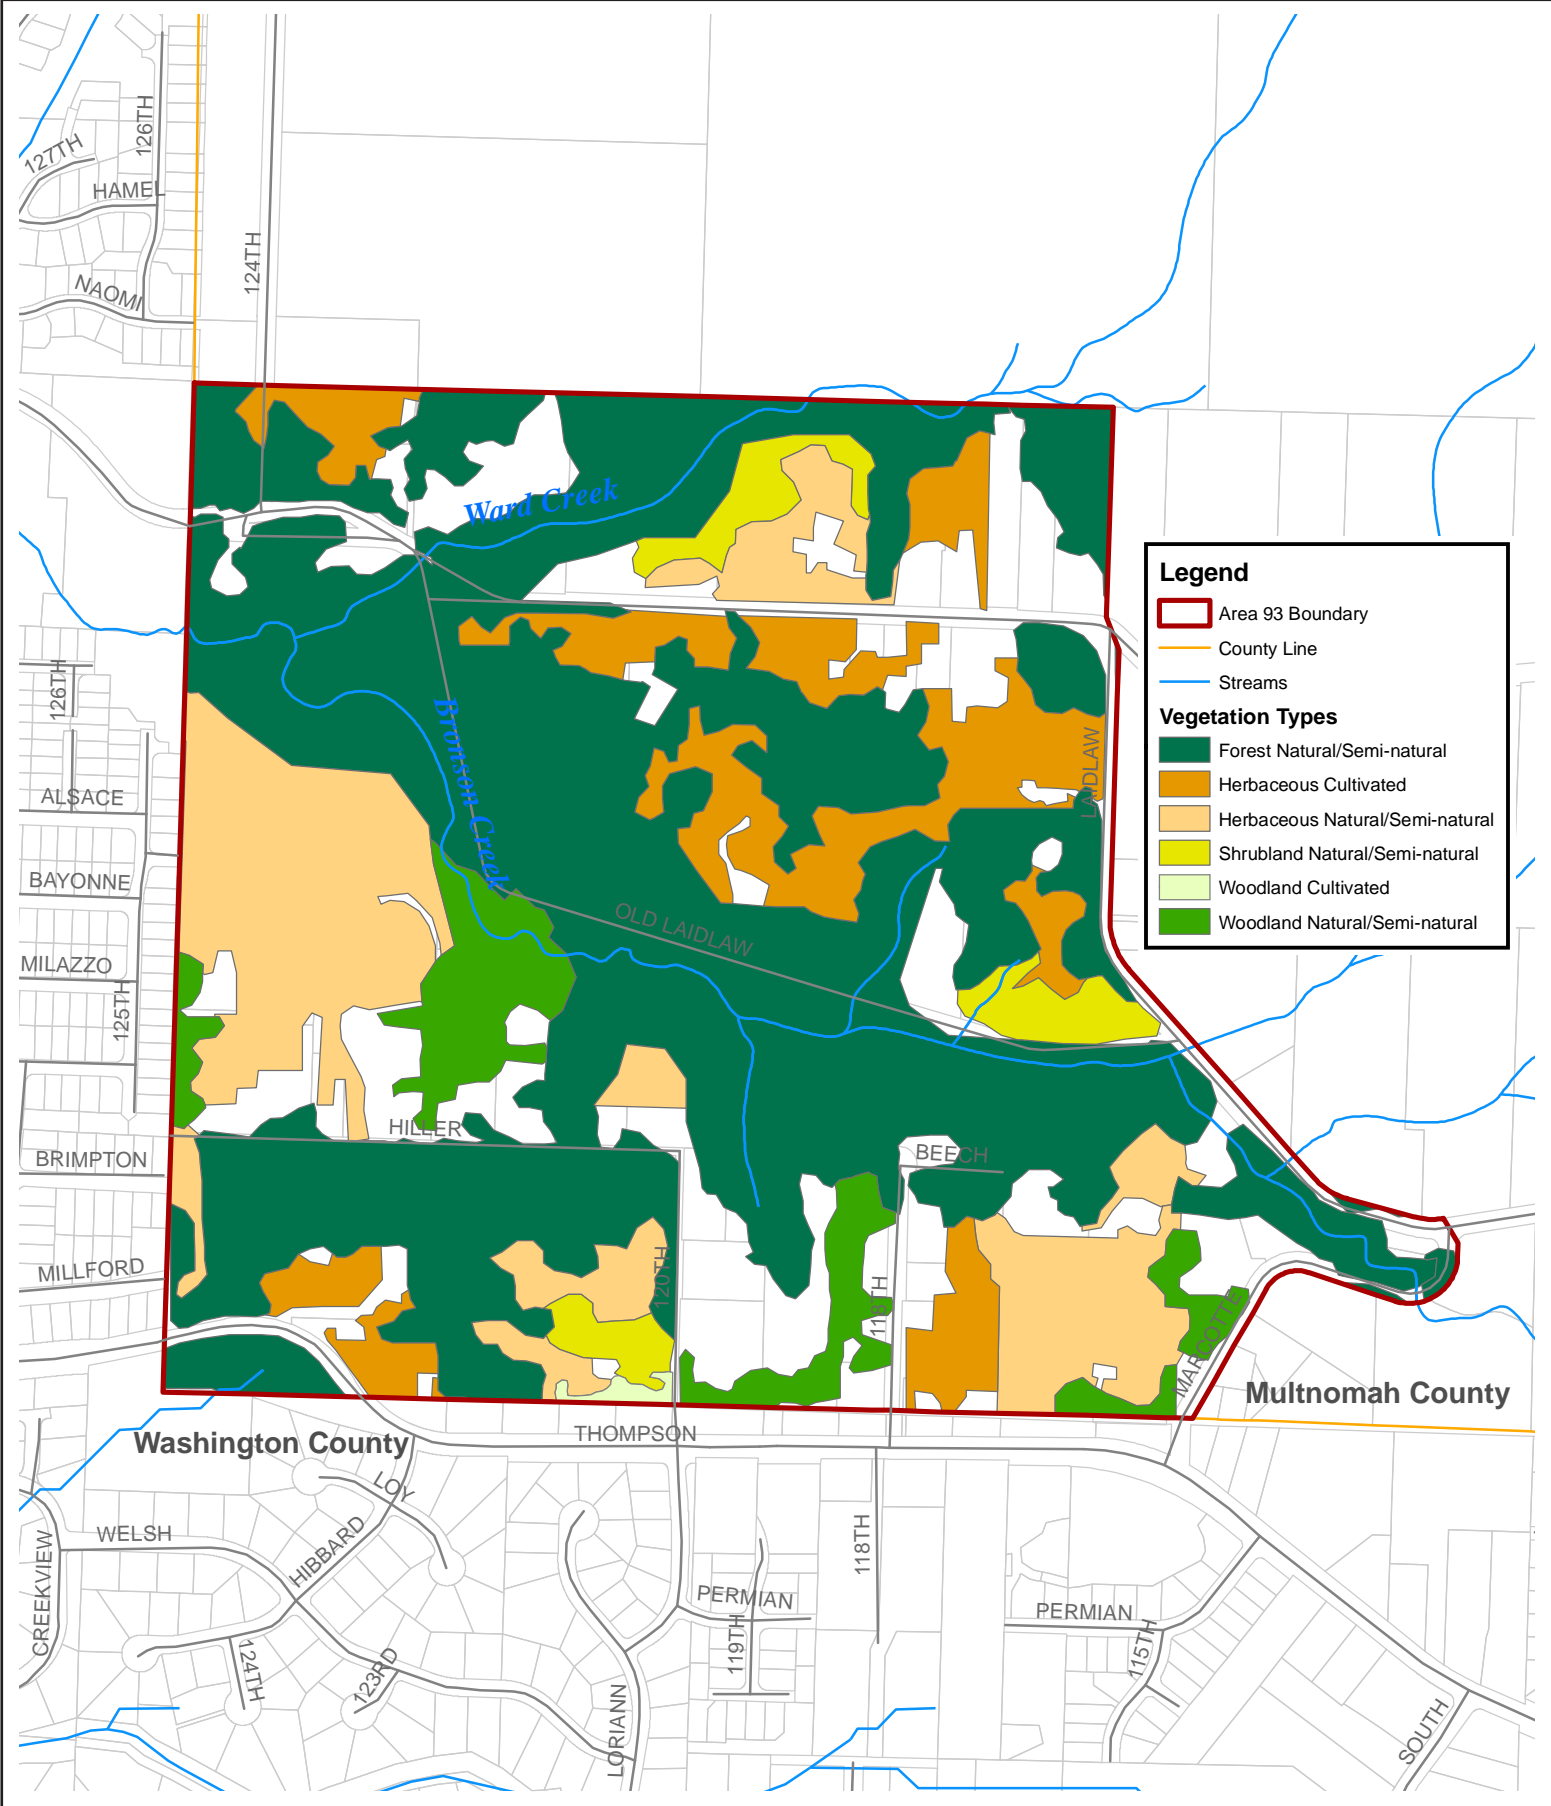 126TH
127TH
HAMEL
124TH
NAOMI
Ward Creek
Legend
Area 93 Boundary
County Line
Streams
Vegetation Types
Forest Natural/Semi-natural
Herbaceous Cultivated
Herbaceous Natural/Semi-natural
Shrubland Natural/Semi-natural
Woodland Cultivated
Woodland Natural/Semi-natural
126TH
Bronson Creek
LAIDLAW
ALSACE
BAYONNE
OLD LAIDLAW
MILAZZO
125TH
HILLER
BEECH
BRIMPTON
MILLFORD
120TH
118TH
MARCOTTE
Multnomah County
Washington County
THOMPSON
LOY
WELSH
HIBBARD
CREEKVIEW
118TH
PERMIAN
PERMIAN
119TH
115TH
124TH
123RD
LORIANN
SOUTH